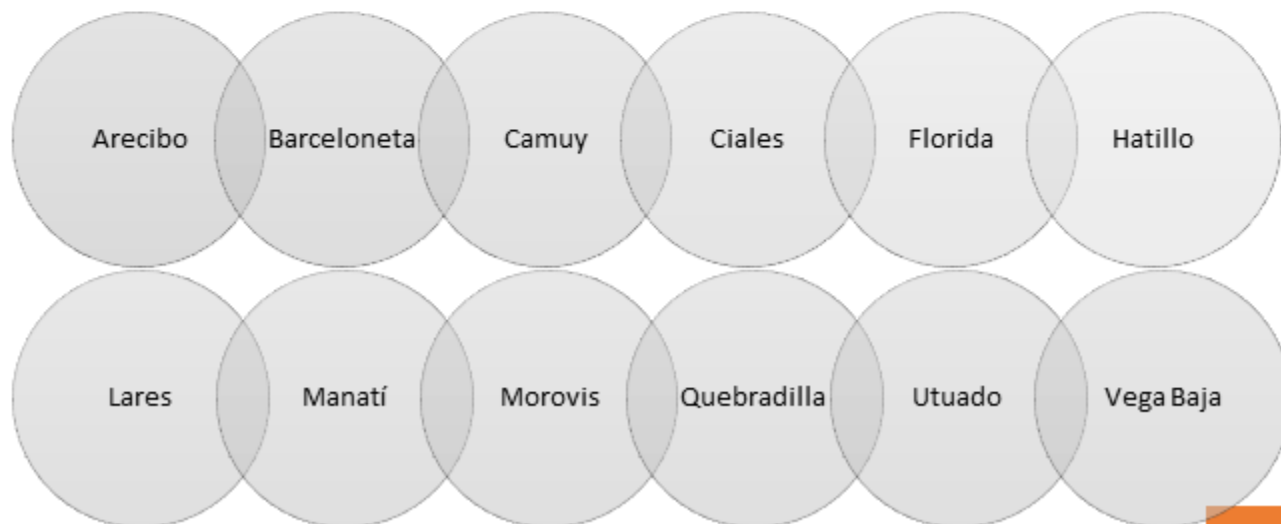 Arecibo Barceloneta Camuy Ciales Florida Hatillo
Lares Manatí Morovis Quebradilla Utuado Vega Baja